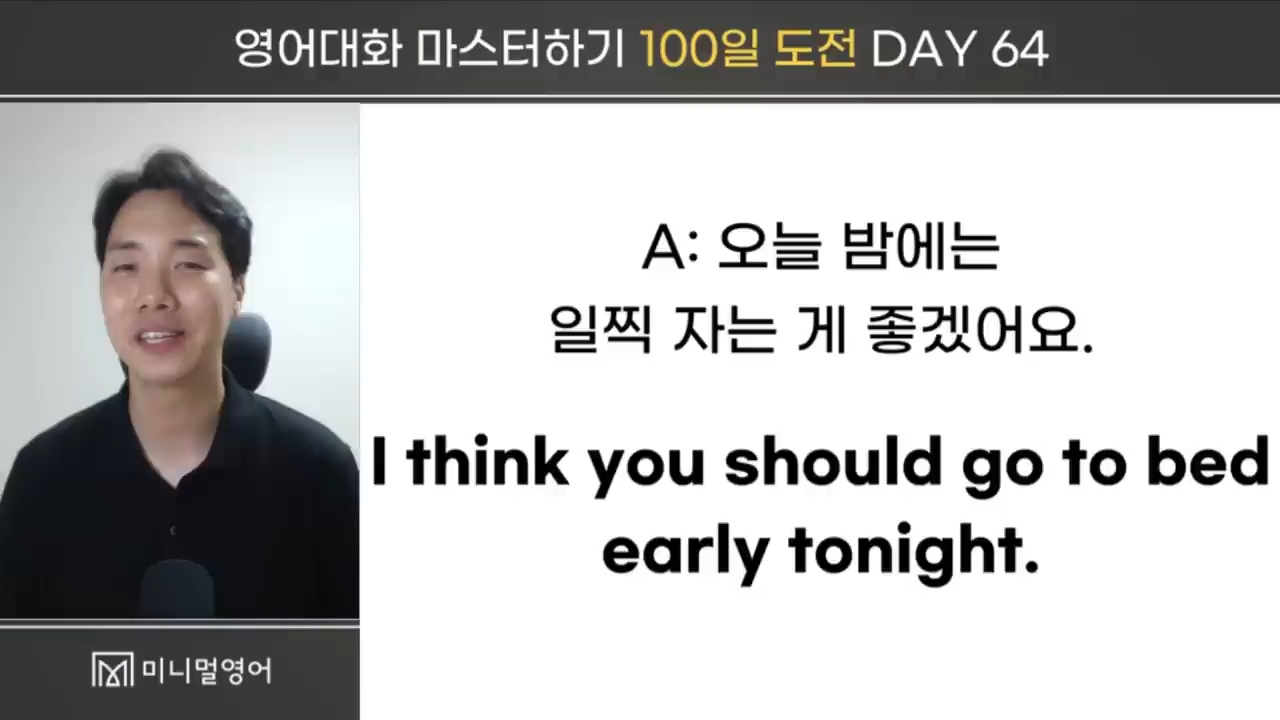 영어대화 마스터하기 100일 도전 DAY 64
A: 오늘 밤에는
일찍 자는 게 좋겠어요.
I think you should go to bed
early tonight.
미니멀영어